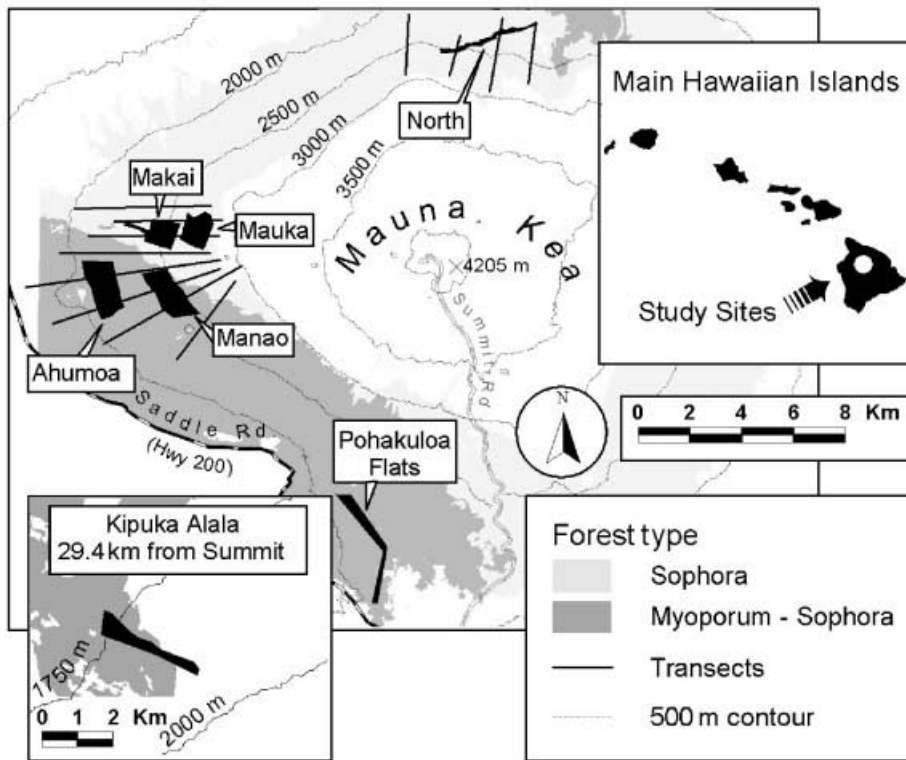 2000 m
2500 m
3000 m
3500 m
North
Makai
Mauka
Manao
Ahumoa
Mauna Kea
4205 m
Summit Rd
Saddle Rd
(Hwy 200)
Pohakuloa
Flats
N
Main Hawaiian Islands
Study Sites
0 2 4 6 8 Km
Kipuka Alala
29.4 km from Summit
1750 m
2000 m
0 1 2 Km
Forest type
Sophora
Myoporum - Sophora
Transects
500 m contour